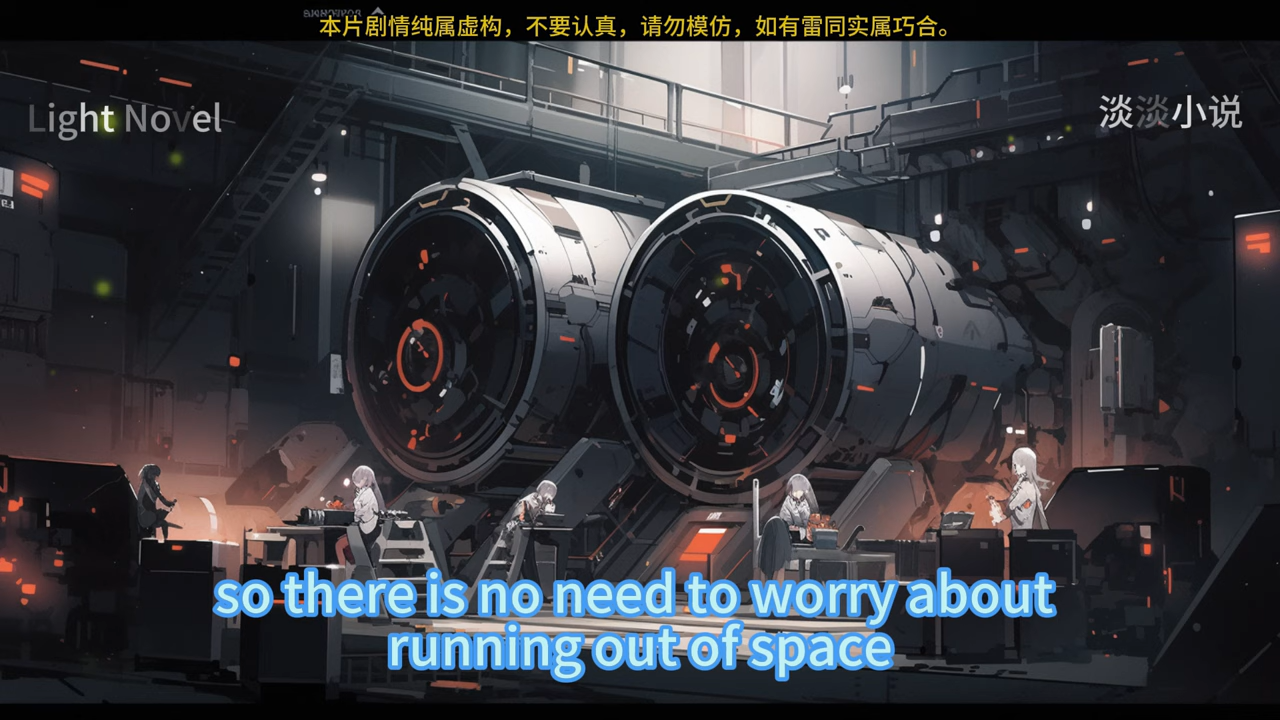 本片剧情纯属虚构，不要认真，请勿模仿，如有雷同实属巧合。
Light Novel
淡淡小说
so there is no need to worry about
running out of space